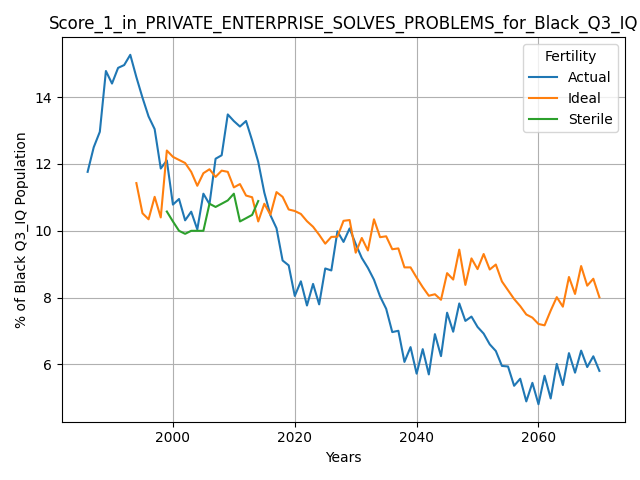 Score_1_in_PRIVATE_ENTERPRISE_SOLVES_PROBLEMS_for_Black_Q3_IQ
Fertility
Actual
Ideal
Sterile
% of Black Q3_IQ Population
14
12
10
8
6
2000 2020 2040 2060
Years